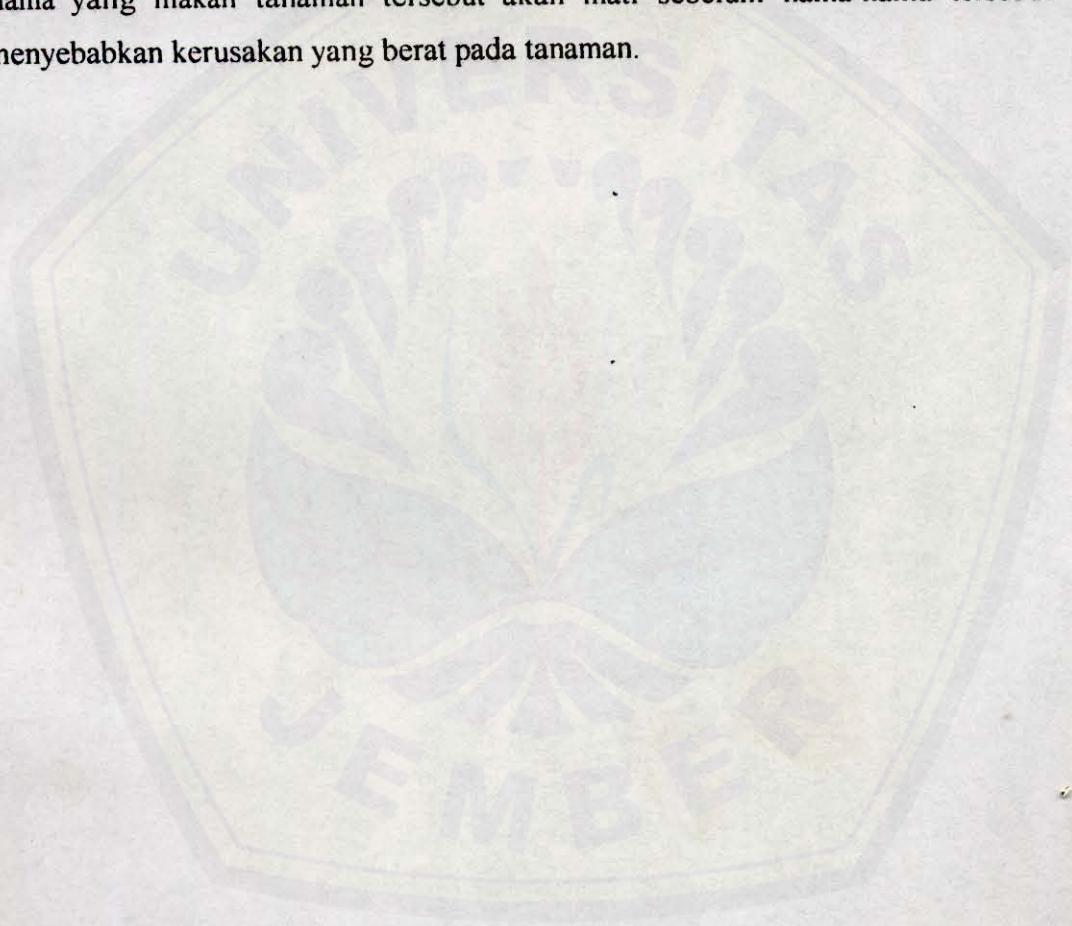 yang makan tanaman tersebut akan mati sebelum
menyebabkan kerusakan yang berat pada tanaman.
UNIVERSITAS
JEMBER